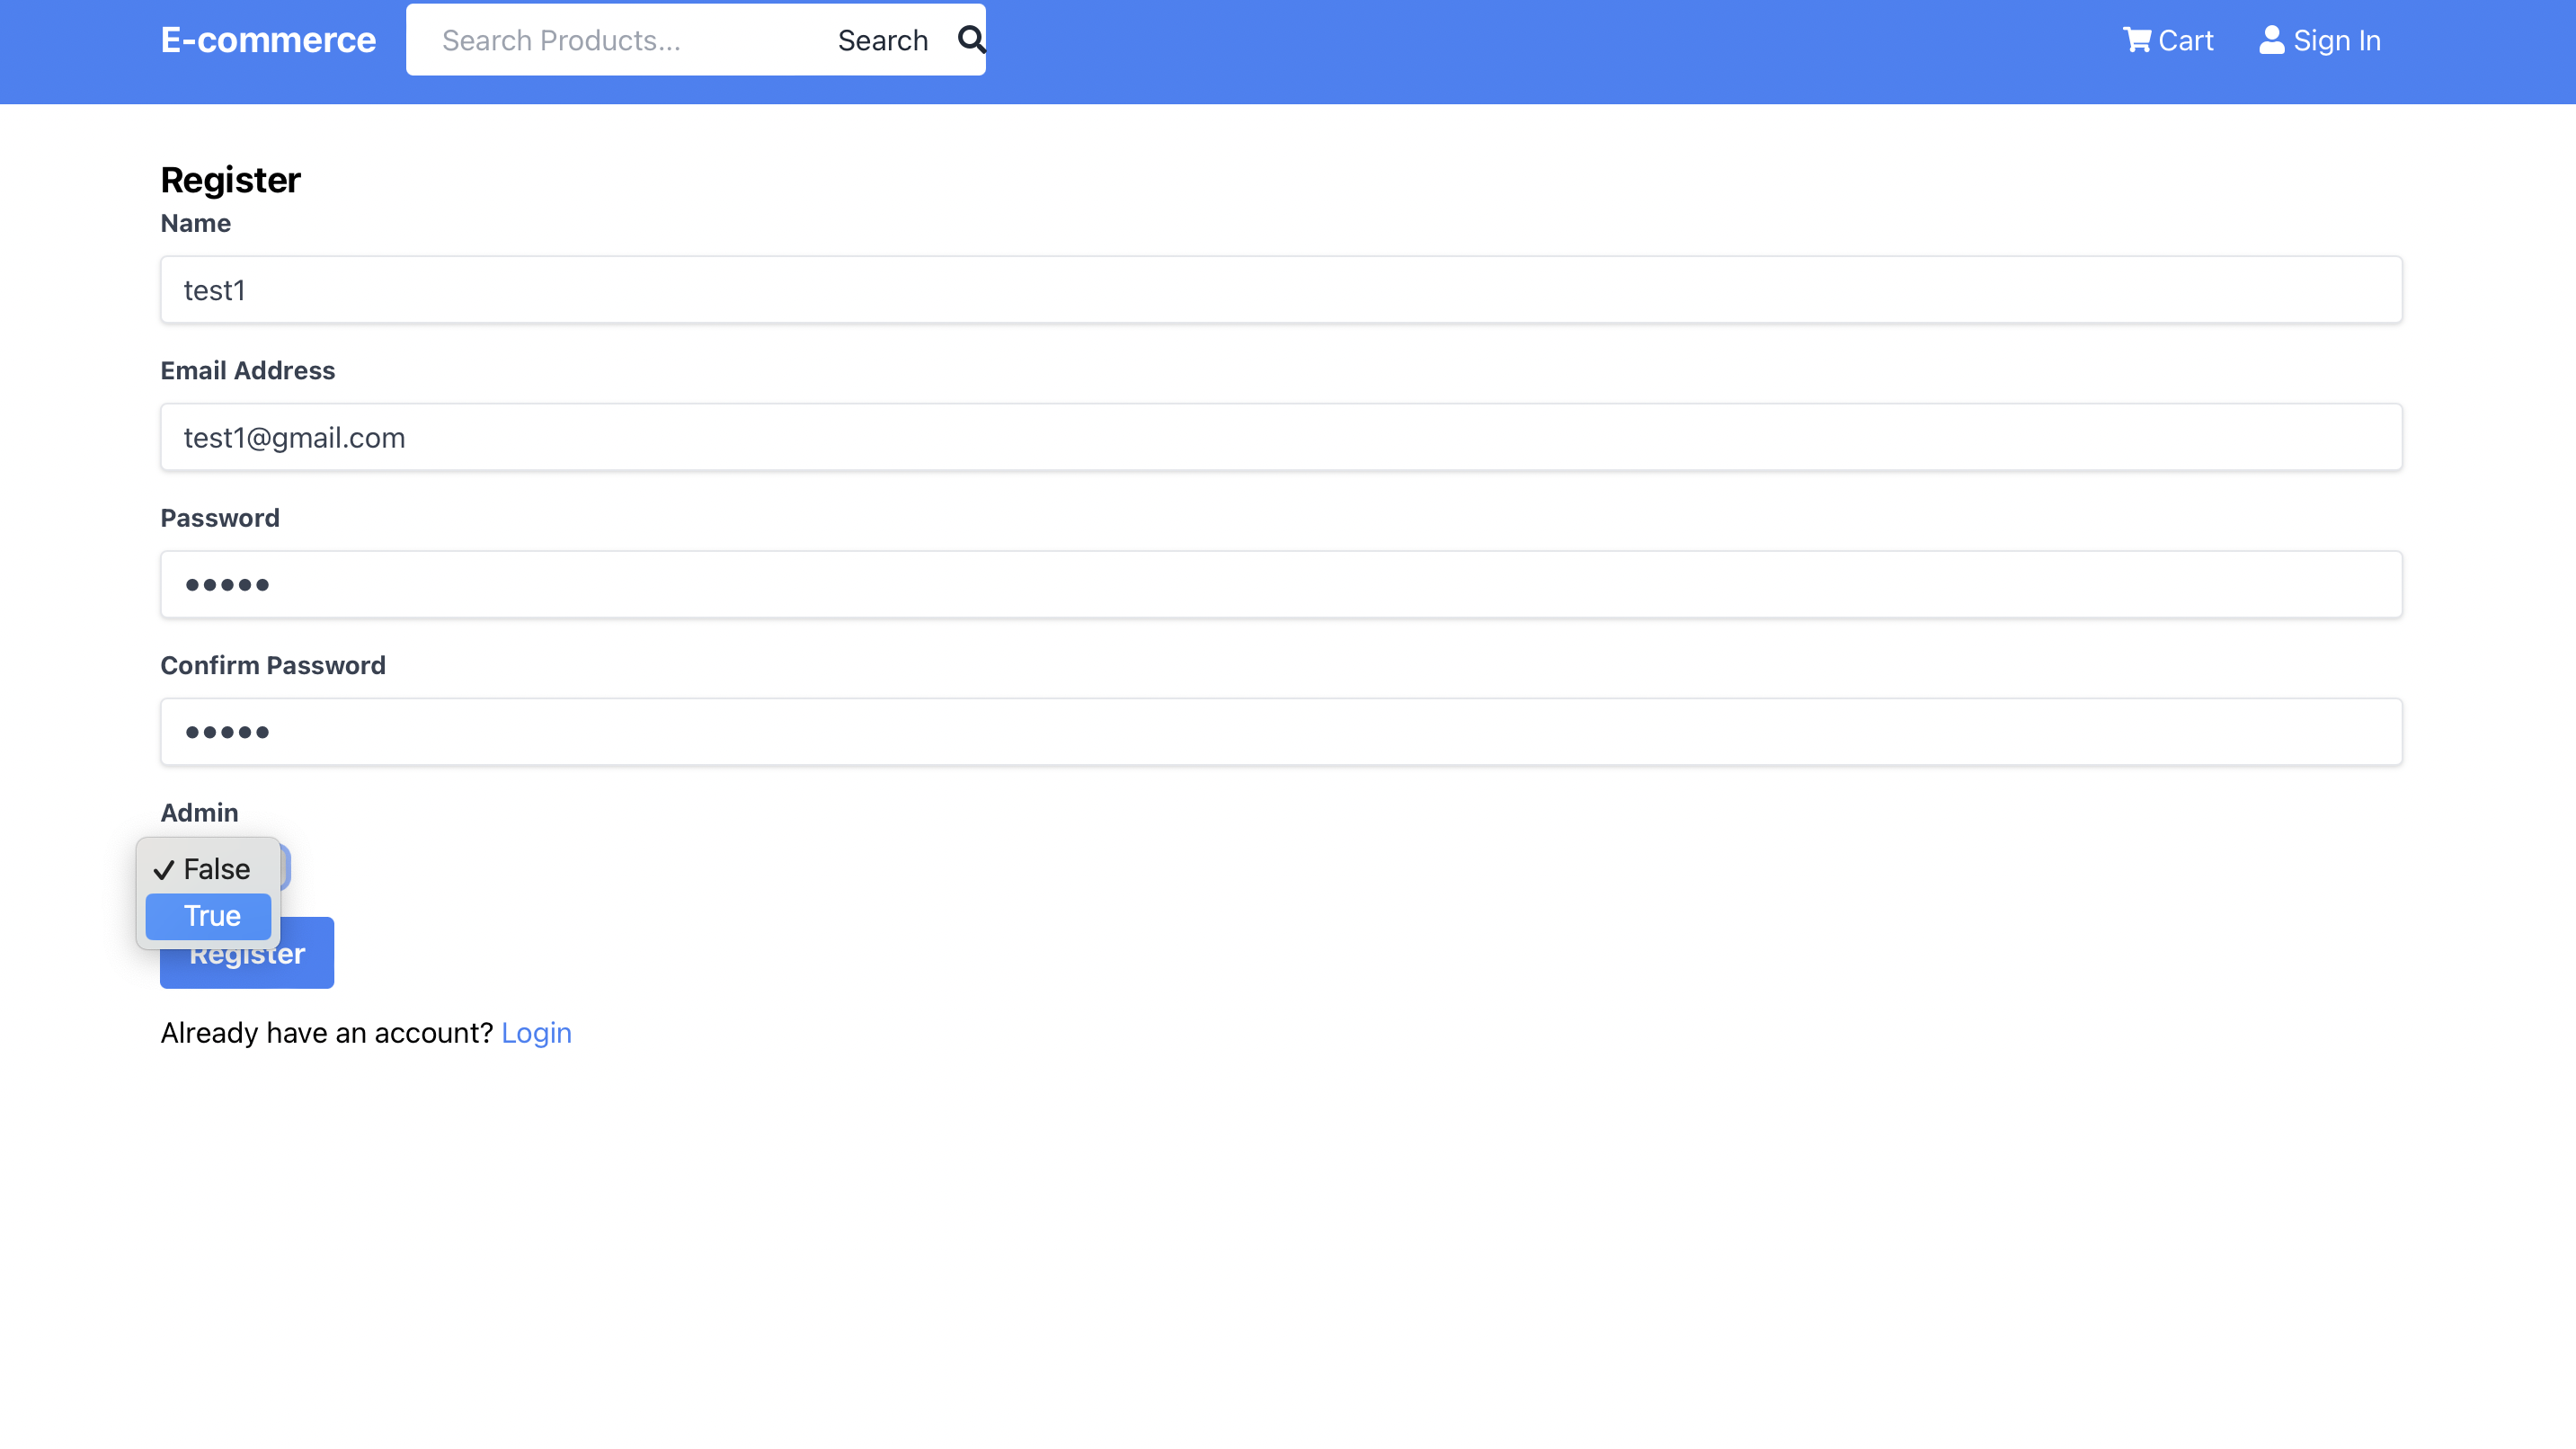 E-commerce Search Products... Search Cart Sign In
Register
Name
test1
Email Address
test1@gmail.com
Password
•••••
Confirm Password
•••••
Admin
✓ False
True
Register
Already have an account? Login